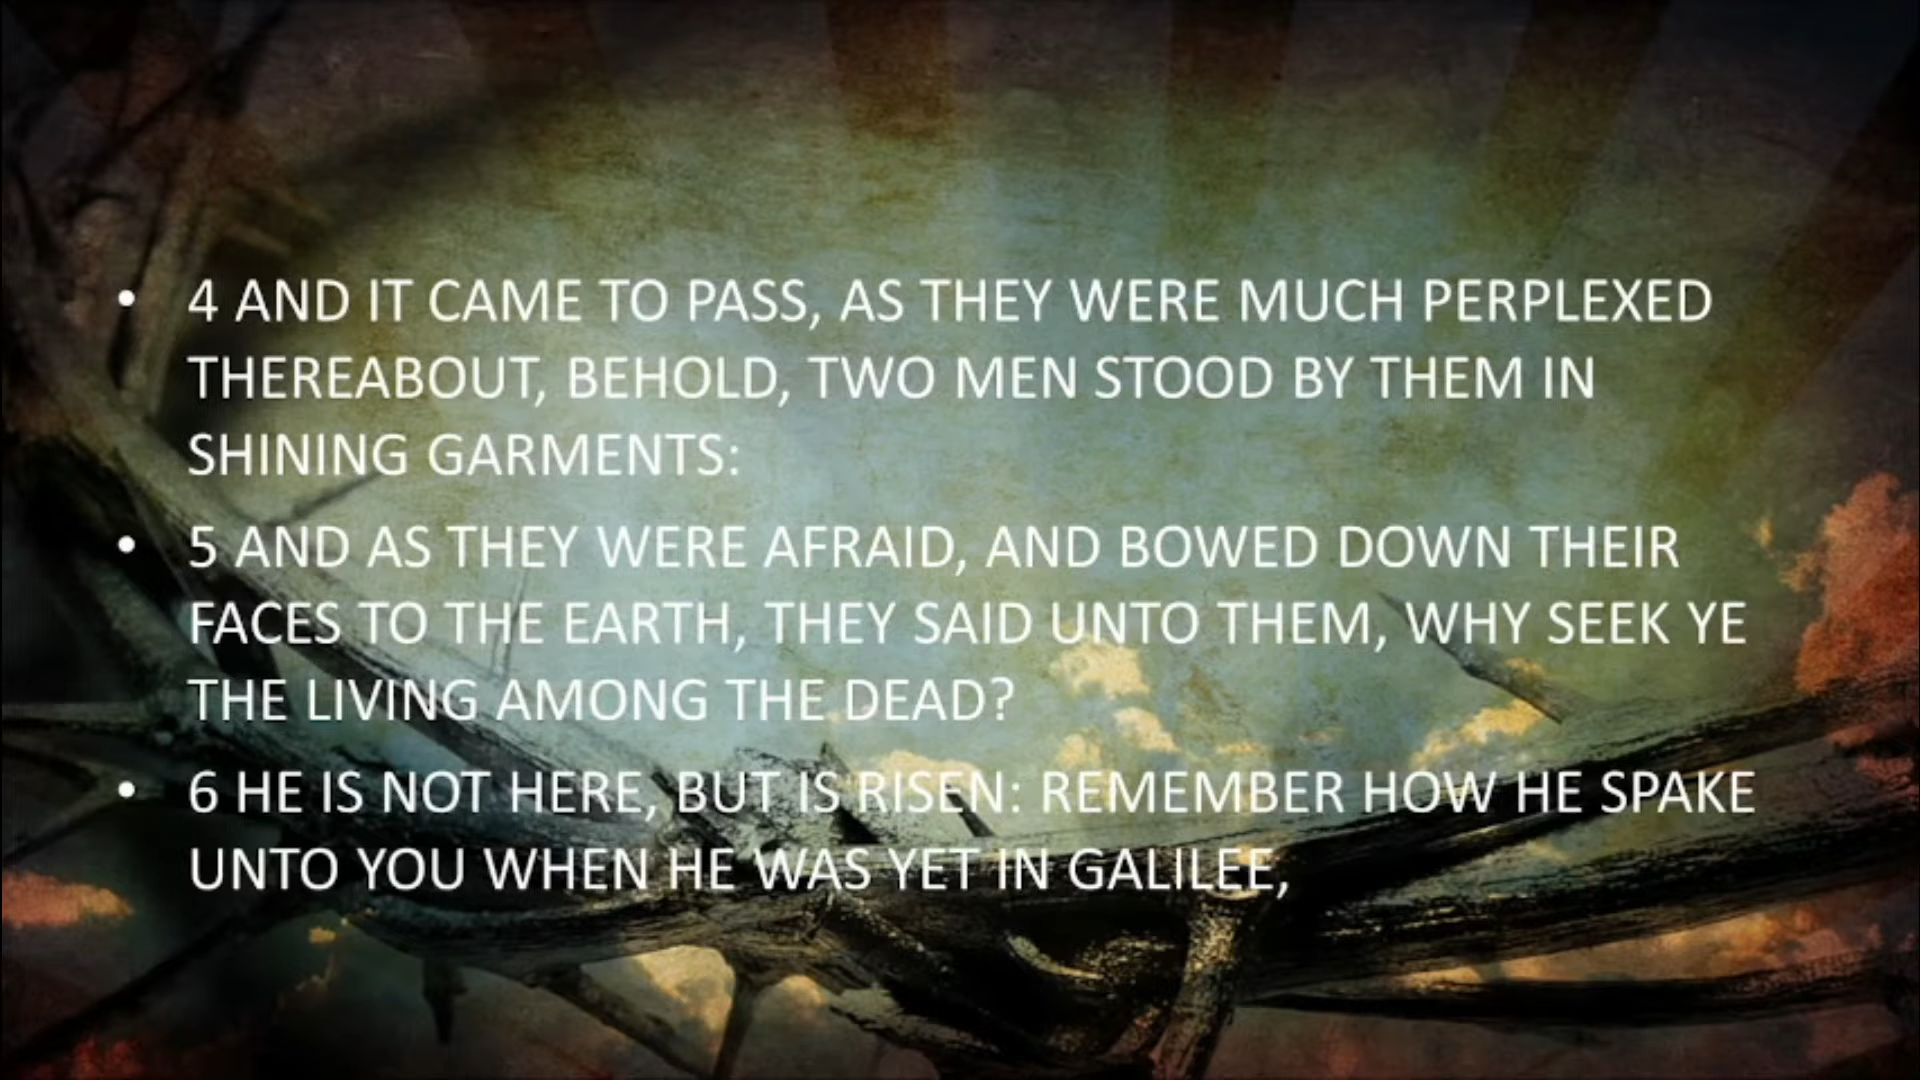 • 4 AND IT CAME TO PASS, AS THEY WERE MUCH PERPLEXED
THEREABOUT, BEHOLD, TWO MEN STOOD BY THEM IN
SHINING GARMENTS:
• 5 AND AS THEY WERE AFRAID, AND BOWED DOWN THEIR
FACES TO THE EARTH, THEY SAID UNTO THEM, WHY SEEK YE
THE LIVING AMONG THE DEAD?
• 6 HE IS NOT HERE, BUT IS RISEN: REMEMBER HOW HE SPAKE
UNTO YOU WHEN HE WAS YET IN GALILEE,